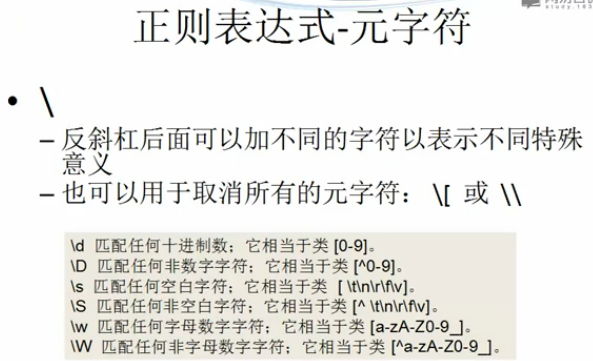 正则表达式-元字符
• \
– 反斜杠后面可以加不同的字符以表示不同特殊
意义
– 也可以用于取消所有的元字符： \[ 或 \\
\d 匹配任何十进制数；它相当于类 [0-9]。
\D 匹配任何非数字字符；它相当于类 [^0-9]。
\s 匹配任何空白字符；它相当于类 [ \t\n\r\f\v]。
\S 匹配任何非空白字符；它相当于类 [^ \t\n\r\f\v]。
\w 匹配任何字母数字字符；它相当于类 [a-zA-Z0-9_]。
\W 匹配任何非字母数字字符；它相当于类 [^a-zA-Z0-9_]。